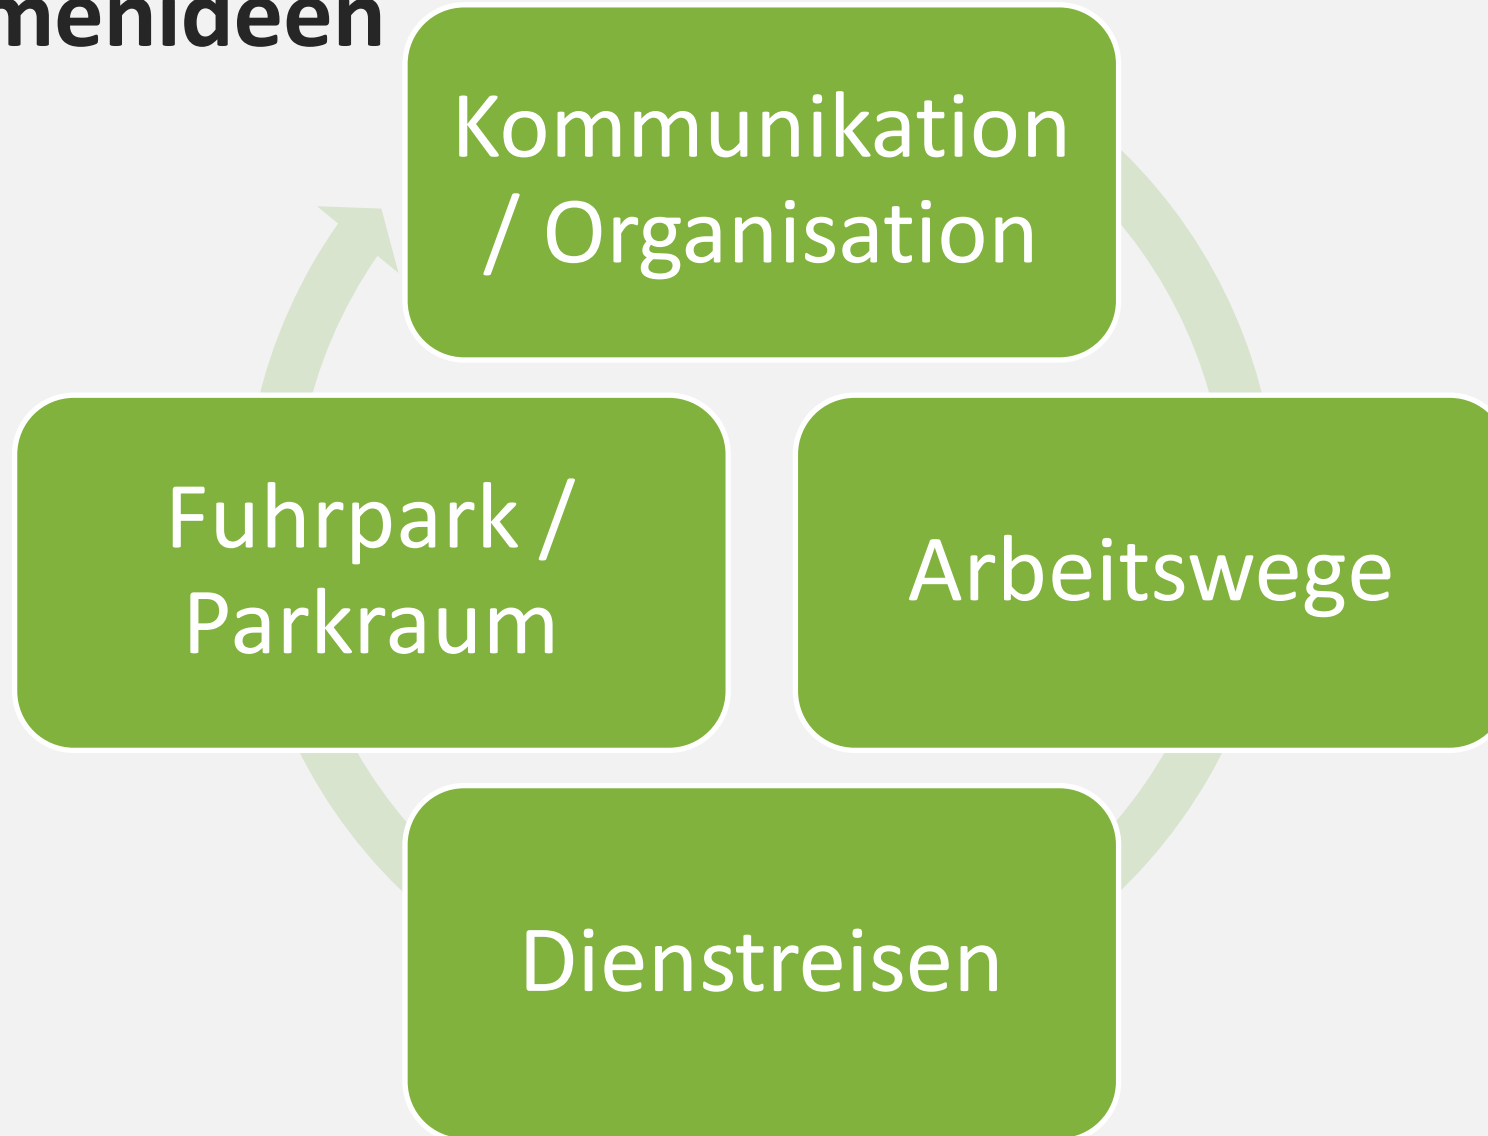 menideen
Kommunikation
/ Organisation
Fuhrpark /
Parkraum
Arbeitswege
Dienstreisen